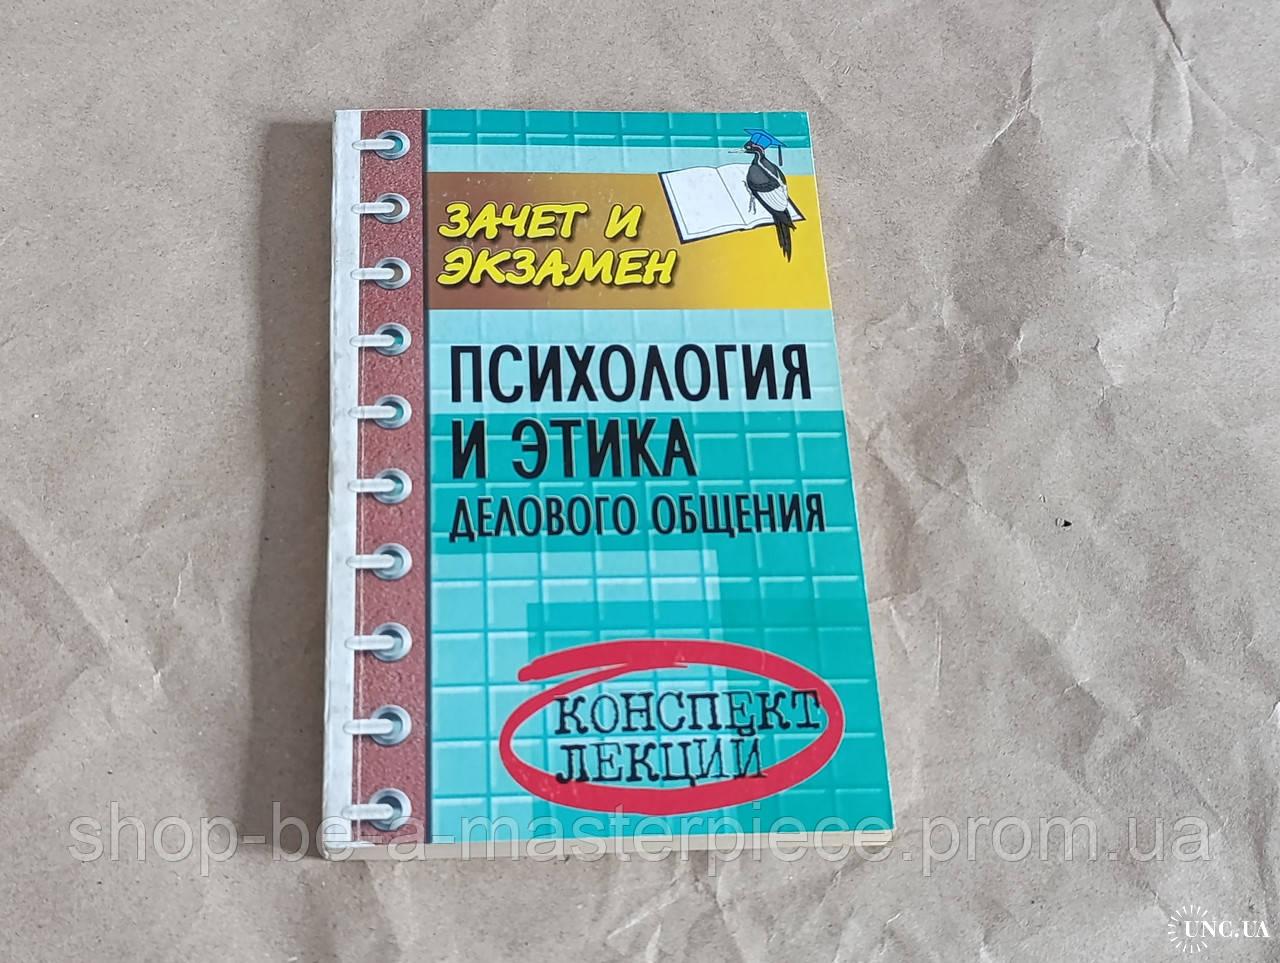 ЗАЧЕТ И
ЭКЗАМЕН
ПСИХОЛОГИЯ
И ЭТИКА
ДЕЛОВОГО ОБЩЕНИЯ
КОНСПЕКТ
ЛЕКЦИЙ
shop-be-a-masterpiece.prom.ua
UNC.UA